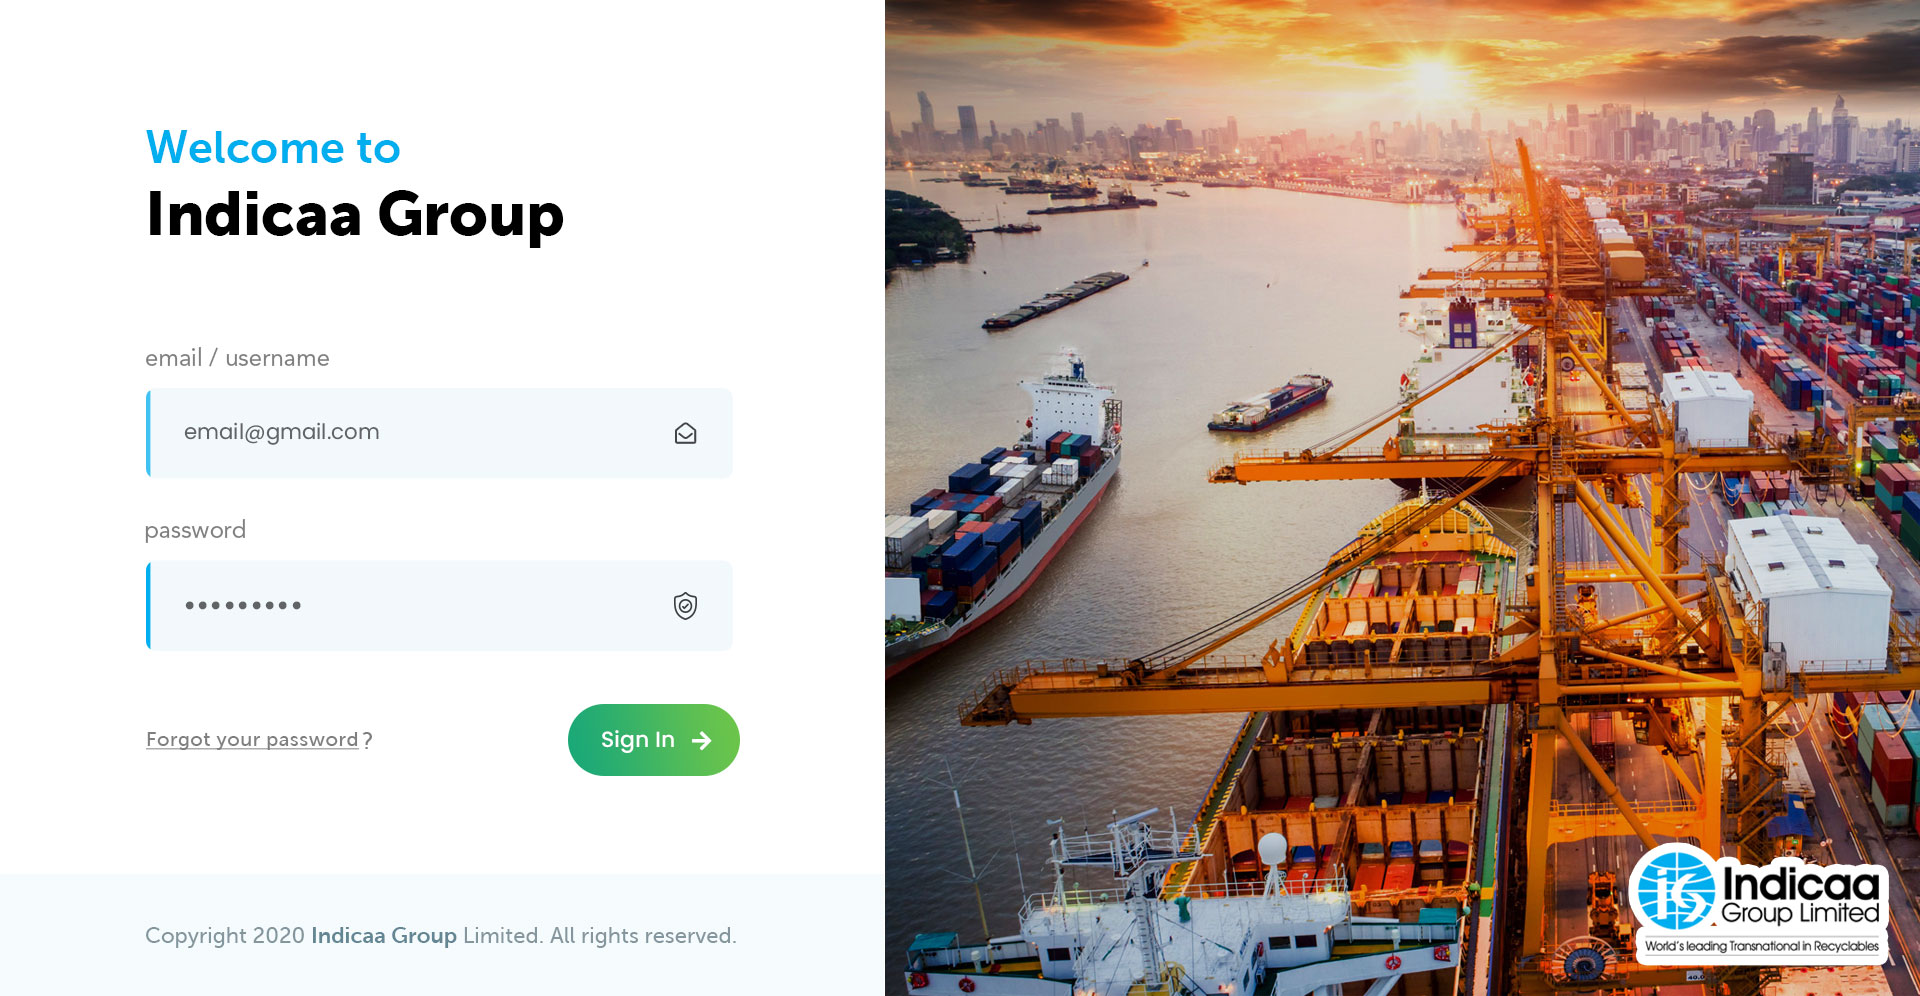 Welcome to
Indicaa Group
email / username
email@gmail.com
password
Forgot your password ?
Sign In
Copyright 2020 Indicaa Group Limited. All rights reserved.
Indicaa
Group Limited
World's leading Transnational in Recyclables